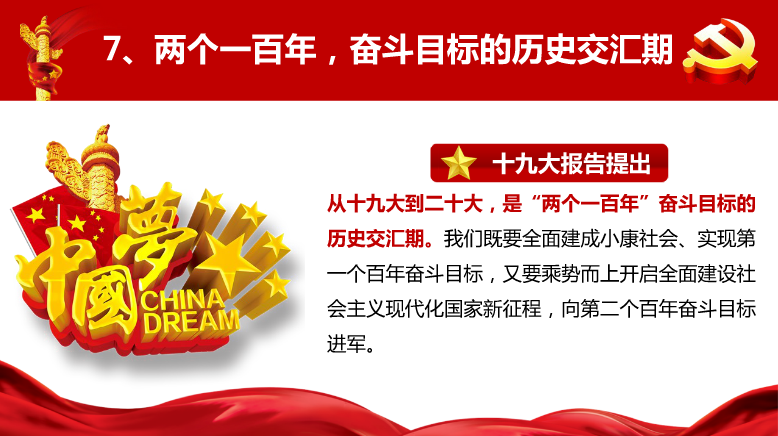 7、两个一百年，奋斗目标的历史交汇期
十九大报告提出
从十九大到二十大，是“两个一百年”奋斗目标的
历史交汇期。我们既要全面建成小康社会、实现第
一个百年奋斗目标，又要乘势而上开启全面建设社
会主义现代化国家新征程，向第二个百年奋斗目标
进军。
中國夢
CHINA
DREAM